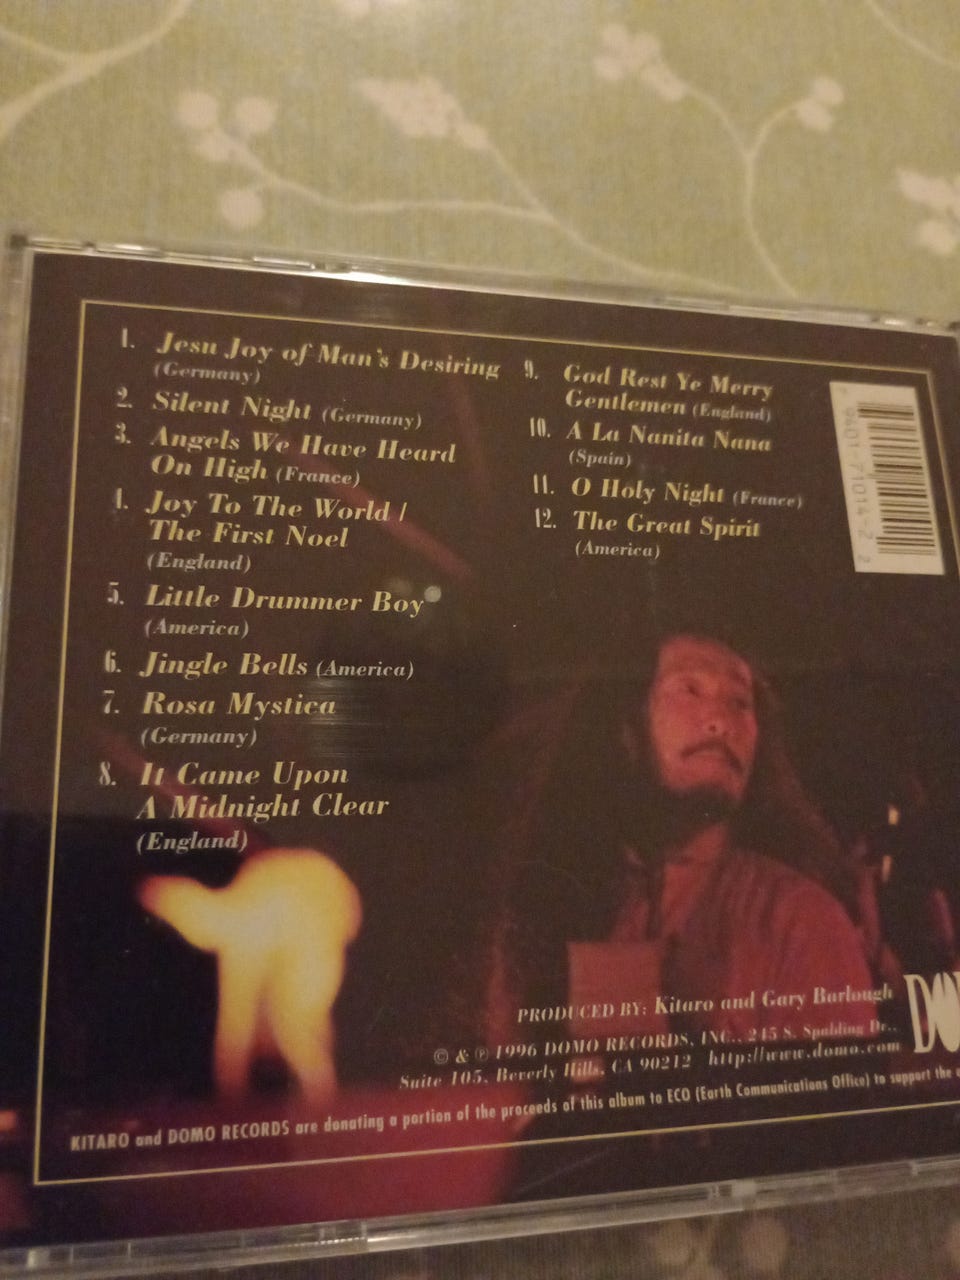 1. Jesu Joy of Man's Desiring
(Germany)
2. Silent Night (Germany)
3. Angels We Have Heard
On High (France)
4. Joy To The World /
The First Noel
(England)
5. Little Drummer Boy
(America)
6. Jingle Bells (America)
7. Rosa Mystica
(Germany)
8. It Came Upon
A Midnight Clear
(England)
9. God Rest Ye Merry
Gentlemen (England)
10. A La Nanita Nana
(Spain)
11. O Holy Night (France)
12. The Great Spirit
(America)
9401-71014-2 2
PRODUCED BY: Kitaro and Gary Barlough
© & ℗ 1996 DOMO RECORDS, INC., 245 S. Spalding Dr.,
Suite 105, Beverly Hills, CA 90212 http://www.domo.com
DO
KITARO and DOMO RECORDS are donating a portion of the proceeds of this album to ECO (Earth Communications Office) to support the